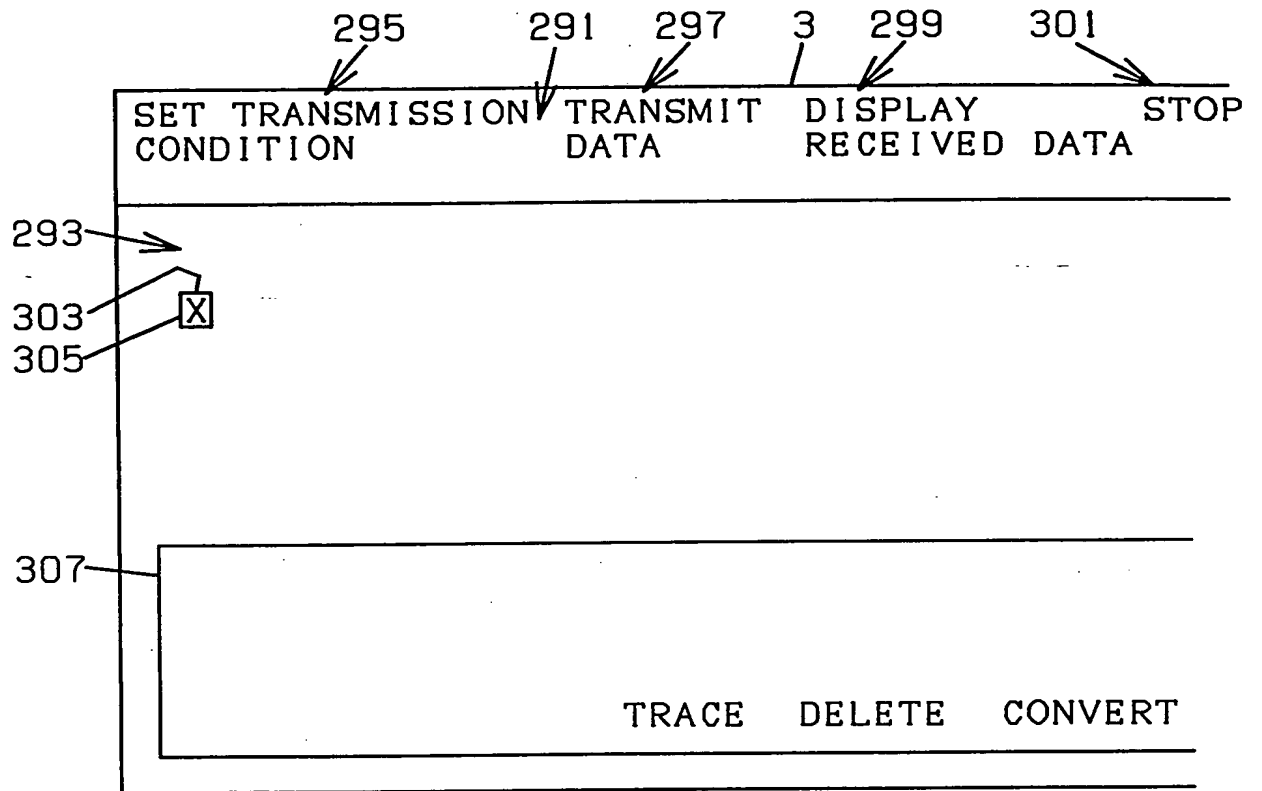 295 291 297 3 299 301
SET TRANSMISSION TRANSMIT DISPLAY STOP
CONDITION DATA RECEIVED DATA
293
303 X
305
307
TRACE DELETE CONVERT